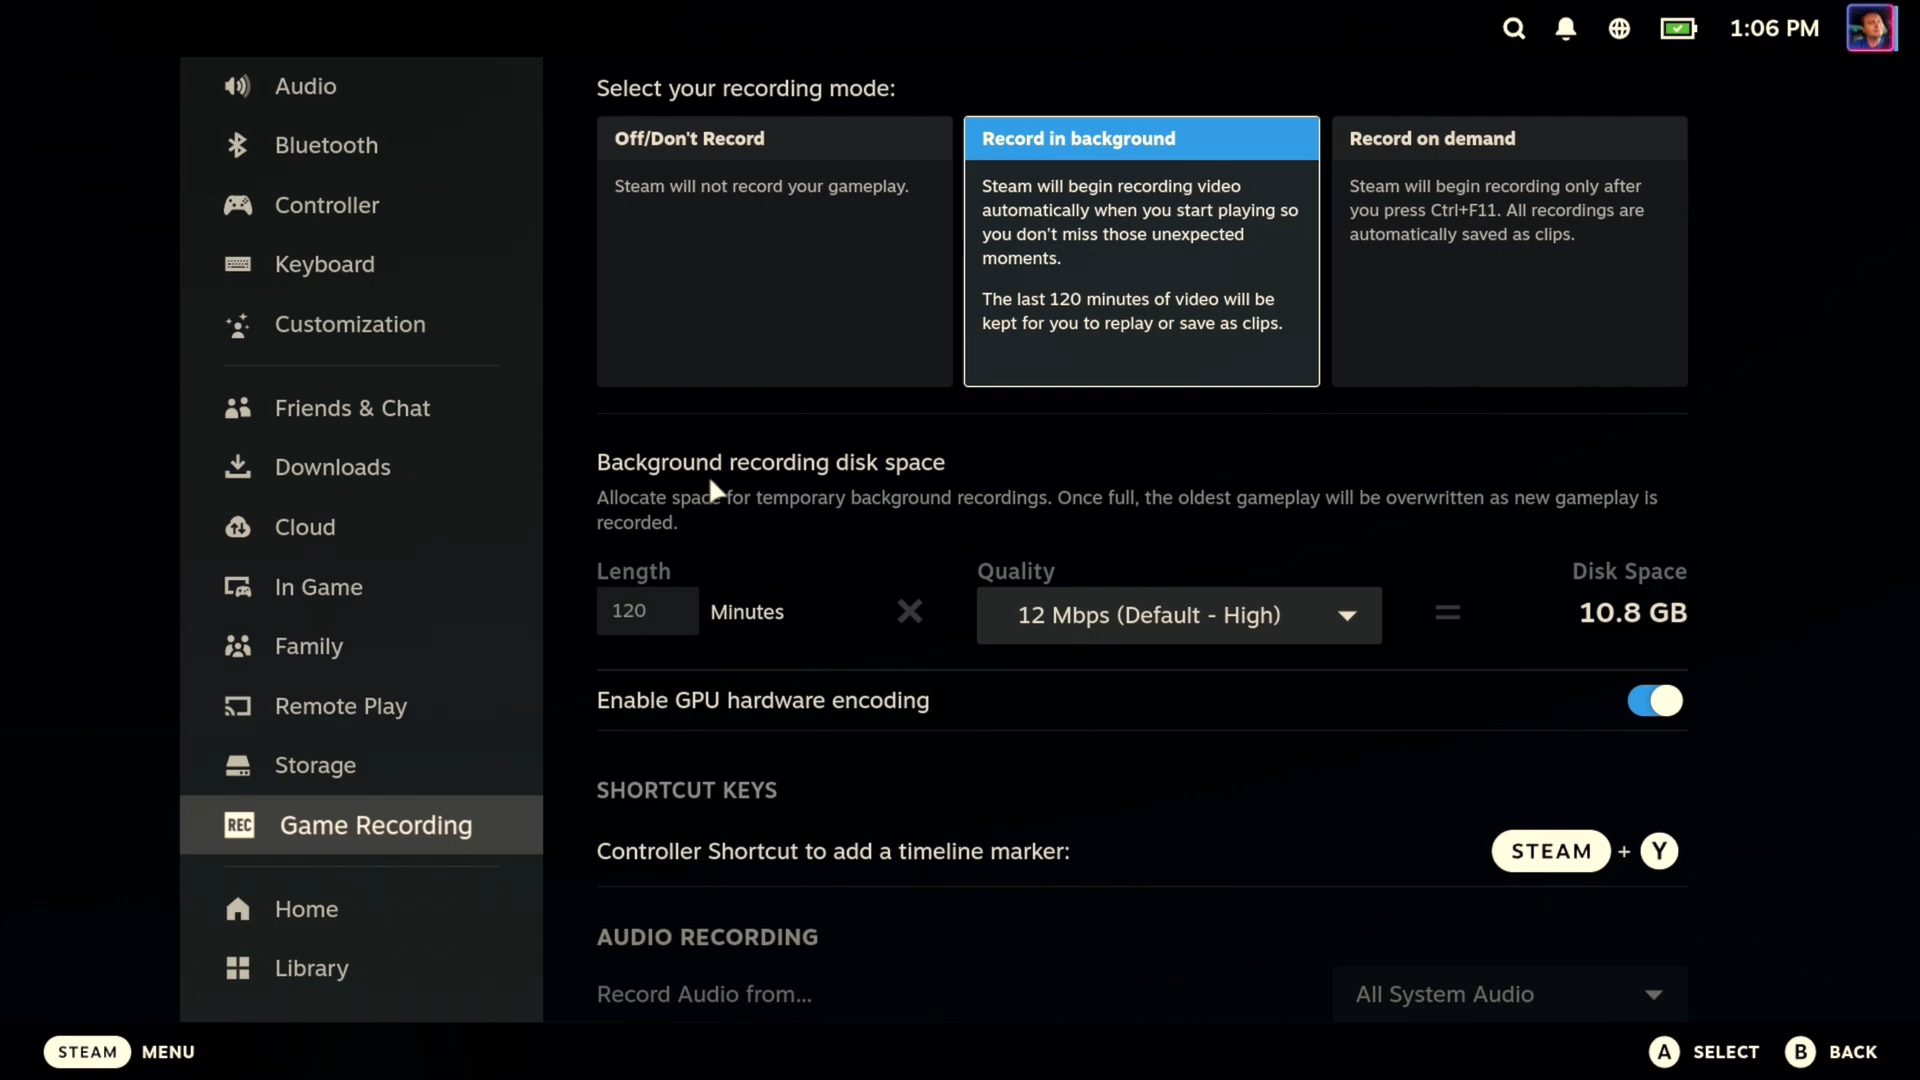 1:06 PM
Audio
Bluetooth
Controller
Keyboard
Customization
Friends & Chat
Downloads
Cloud
In Game
Family
Remote Play
Storage
REC Game Recording
Home
Library
Select your recording mode:
Off/Don't Record
Steam will not record your gameplay.
Record in background
Steam will begin recording video
automatically when you start playing so
you don't miss those unexpected
moments.
The last 120 minutes of video will be
kept for you to replay or save as clips.
Record on demand
Steam will begin recording only after
you press Ctrl+F11. All recordings are
automatically saved as clips.
Background recording disk space
Allocate space for temporary background recordings. Once full, the oldest gameplay will be overwritten as new gameplay is
recorded.
Length
Quality
Disk Space
120 Minutes
12 Mbps (Default - High)
=
10.8 GB
Enable GPU hardware encoding
SHORTCUT KEYS
Controller Shortcut to add a timeline marker:
STEAM + Y
AUDIO RECORDING
Record Audio from...
All System Audio
STEAM MENU
A SELECT
B BACK